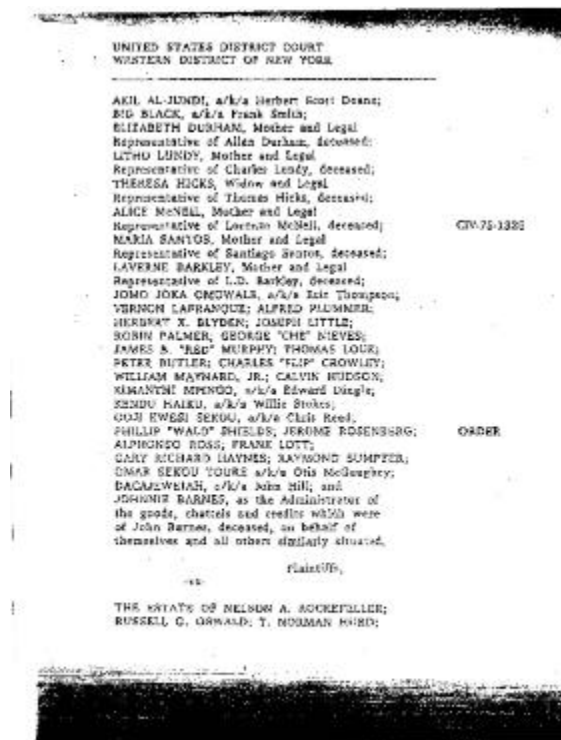 UNITED STATES DISTRICT COURT
WESTERN DISTRICT OF NEW YORK
AKIL AL-JUNDI, a/k/a Herbert Scott Deane;
BIG BLACK, a/k/a Frank Smith;
ELIZABETH DURHAM, Mother and Legal
Representative of Allen Durham, deceased;
LITHO LUNDY, Mother and Legal
Representative of Charles Lundy, deceased;
THERESA HICKS, Widow and Legal
Representative of Thomas Hicks, deceased;
ALICE McNEIL, Mother and Legal
Representative of Lorenzo McNeil, deceased; CIV-75-132
MARIA SANTOS, Mother and Legal
Representative of Santiago Santos, deceased;
LAVERNE BARKLEY, Mother and Legal
Representative of L.D. Barkley, deceased;
JOMO JOKA OMOWALE, a/k/a Eric Thompson;
VERNON LAFRANQUE; ALFRED PLUMMER;
HERBERT X. BLYDEN; JOSEPH LITTLE;
ROBIN PALMER; GEORGE "CHE" NIEVES;
JAMES B. "RED" MURPHY; THOMAS LOUK;
PETER BUTLER; CHARLES "FLIP" CROWLEY;
WILLIAM MAYNARD, JR.; CALVIN HUDSON;
KIMANTHI MPINGO, a/k/a Edward Dingle;
KENDU HAIKU, a/k/a Willie Stokes;
KWESI SEKOU, a/k/a Chris Reed,
PHILLIP "WALD" SHIELDS; JEROME ROSENBERG; ORDER
ALPHONSO ROSS; FRANK LOTT;
GARY RICHARD HAYNES; RAYMOND SUMPTER;
OMAR SEKOU TOURE a/k/a Otis McGaughey;
DACAJEWEIAH, a/k/a John Hill; and
JOHNNIE BARNES, as the Administrator of
the goods, chattels and credits which were
of John Barnes, deceased, on behalf of
themselves and all others similarly situated,
Plaintiffs,
-vs-
THE ESTATE OF NELSON A. ROCKEFELLER;
RUSSELL G. OSWALD; T. NORMAN HURD;